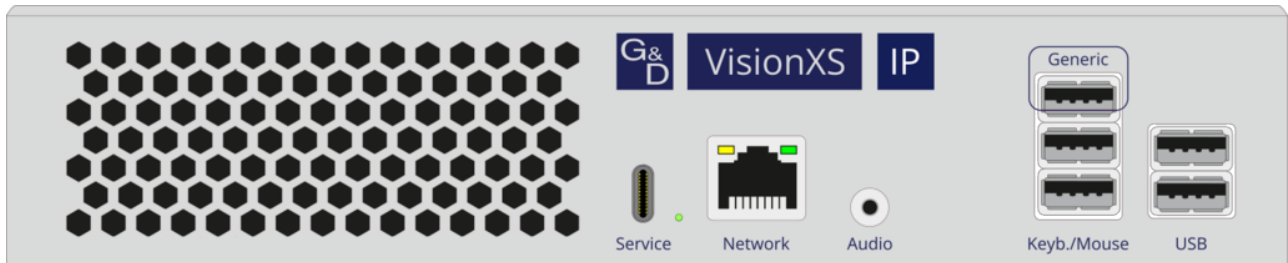 G&D VisionXS IP
Generic
Service Network Audio Keyb./Mouse USB